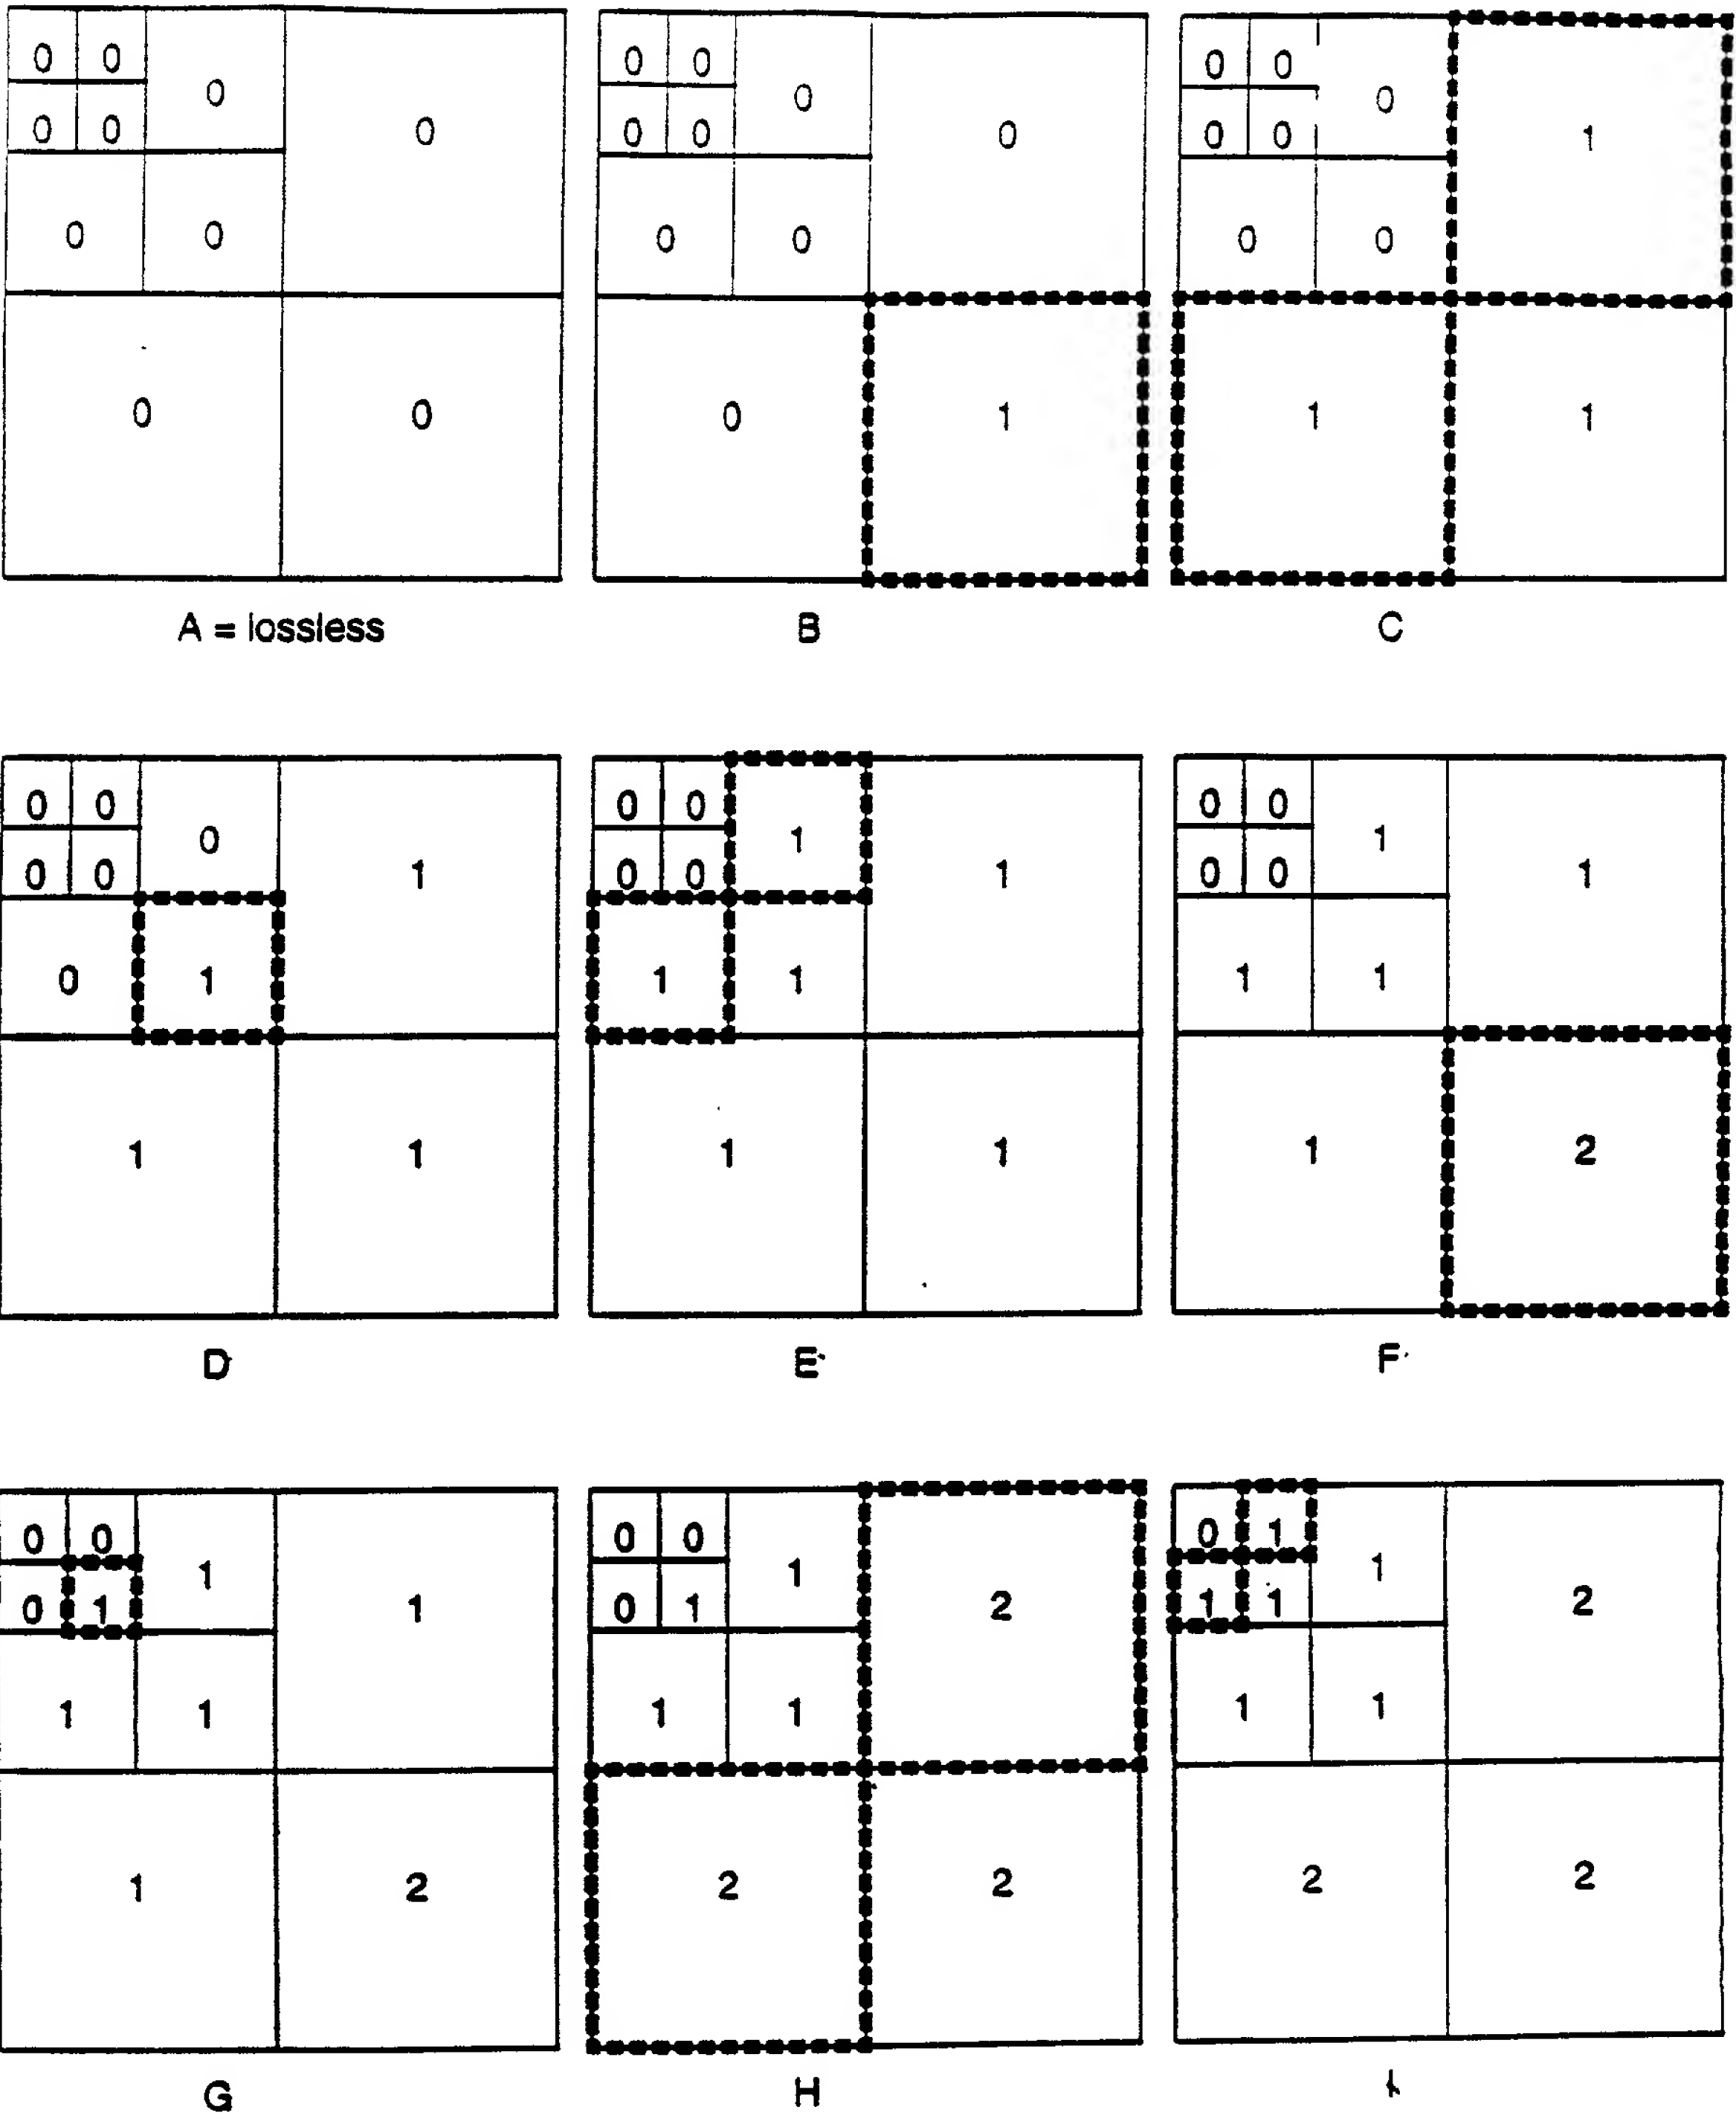 0 0 0 0 0 0 0 1
0 0 0 0 0 0
0 0 0 0 0 0
0 0 0 1 1 1
A = lossless B C
0 0 0 1 0 0 1 1 0 0 1 1
0 0 0 0 0 0
0 1 1 1 1 1
1 1 1 1 1 2
D E F
0 0 1 1 0 0 1 2 0 1 1 2
0 1 0 1 1 1
1 1 1 1 1 1
1 2 2 2 2 2
G H